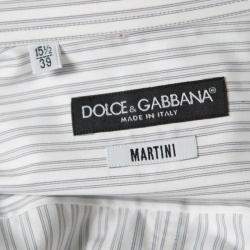 15½
39
DOLCE & GABBANA®
MADE IN ITALY
MARTINI